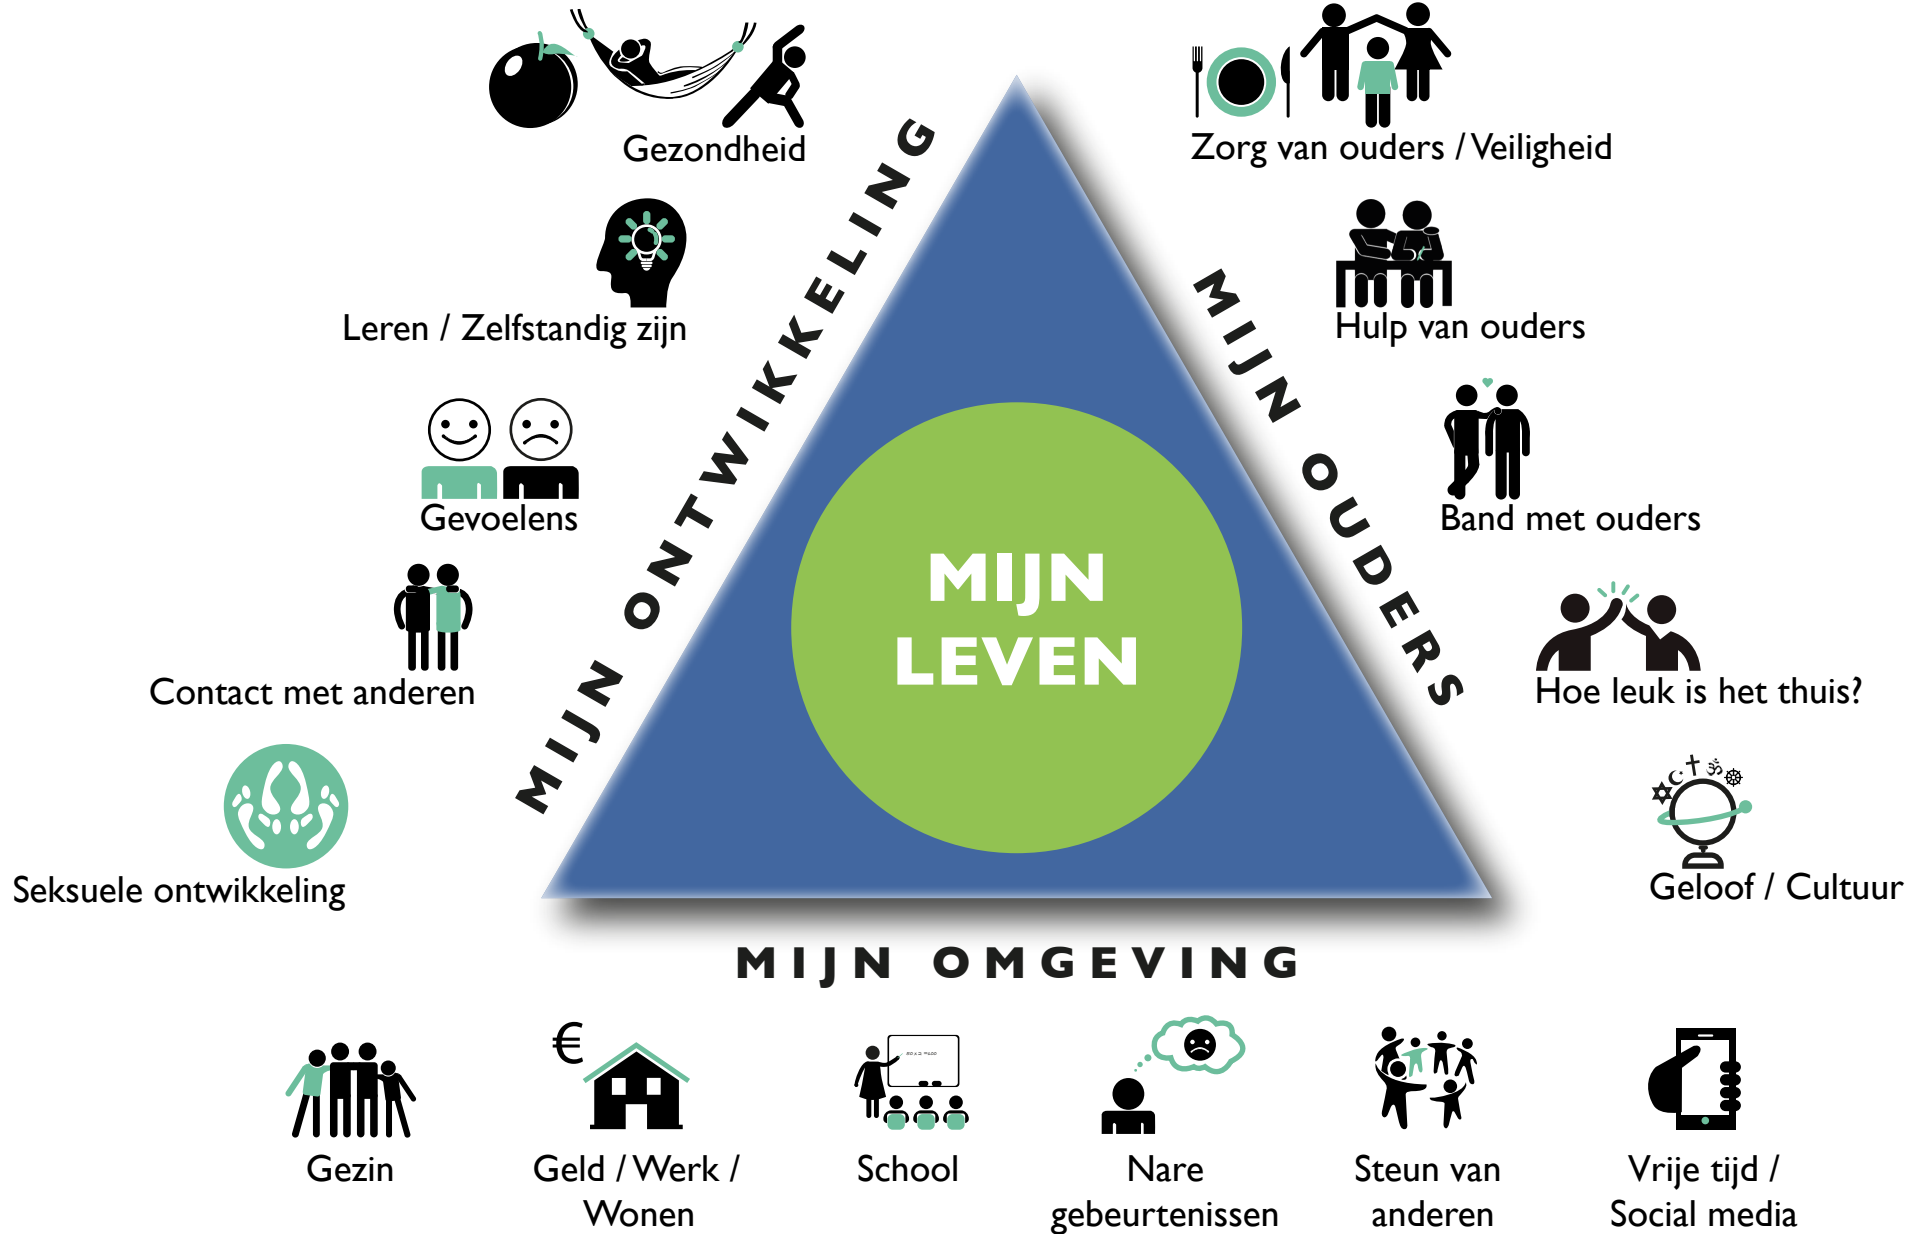 Gezondheid
Leren / Zelfstandig zijn
Gevoelens
Contact met anderen
Seksuele ontwikkeling
MIJN ONTWIKKELING
MIJN
LEVEN
MIJN OUDERS
Zorg van ouders / Veiligheid
Hulp van ouders
Band met ouders
Hoe leuk is het thuis?
Geloof / Cultuur
MIJN OMGEVING
€
Gezin
Geld / Werk /
Wonen
School
Nare
gebeurtenissen
Steun van
anderen
Vrije tijd /
Social media